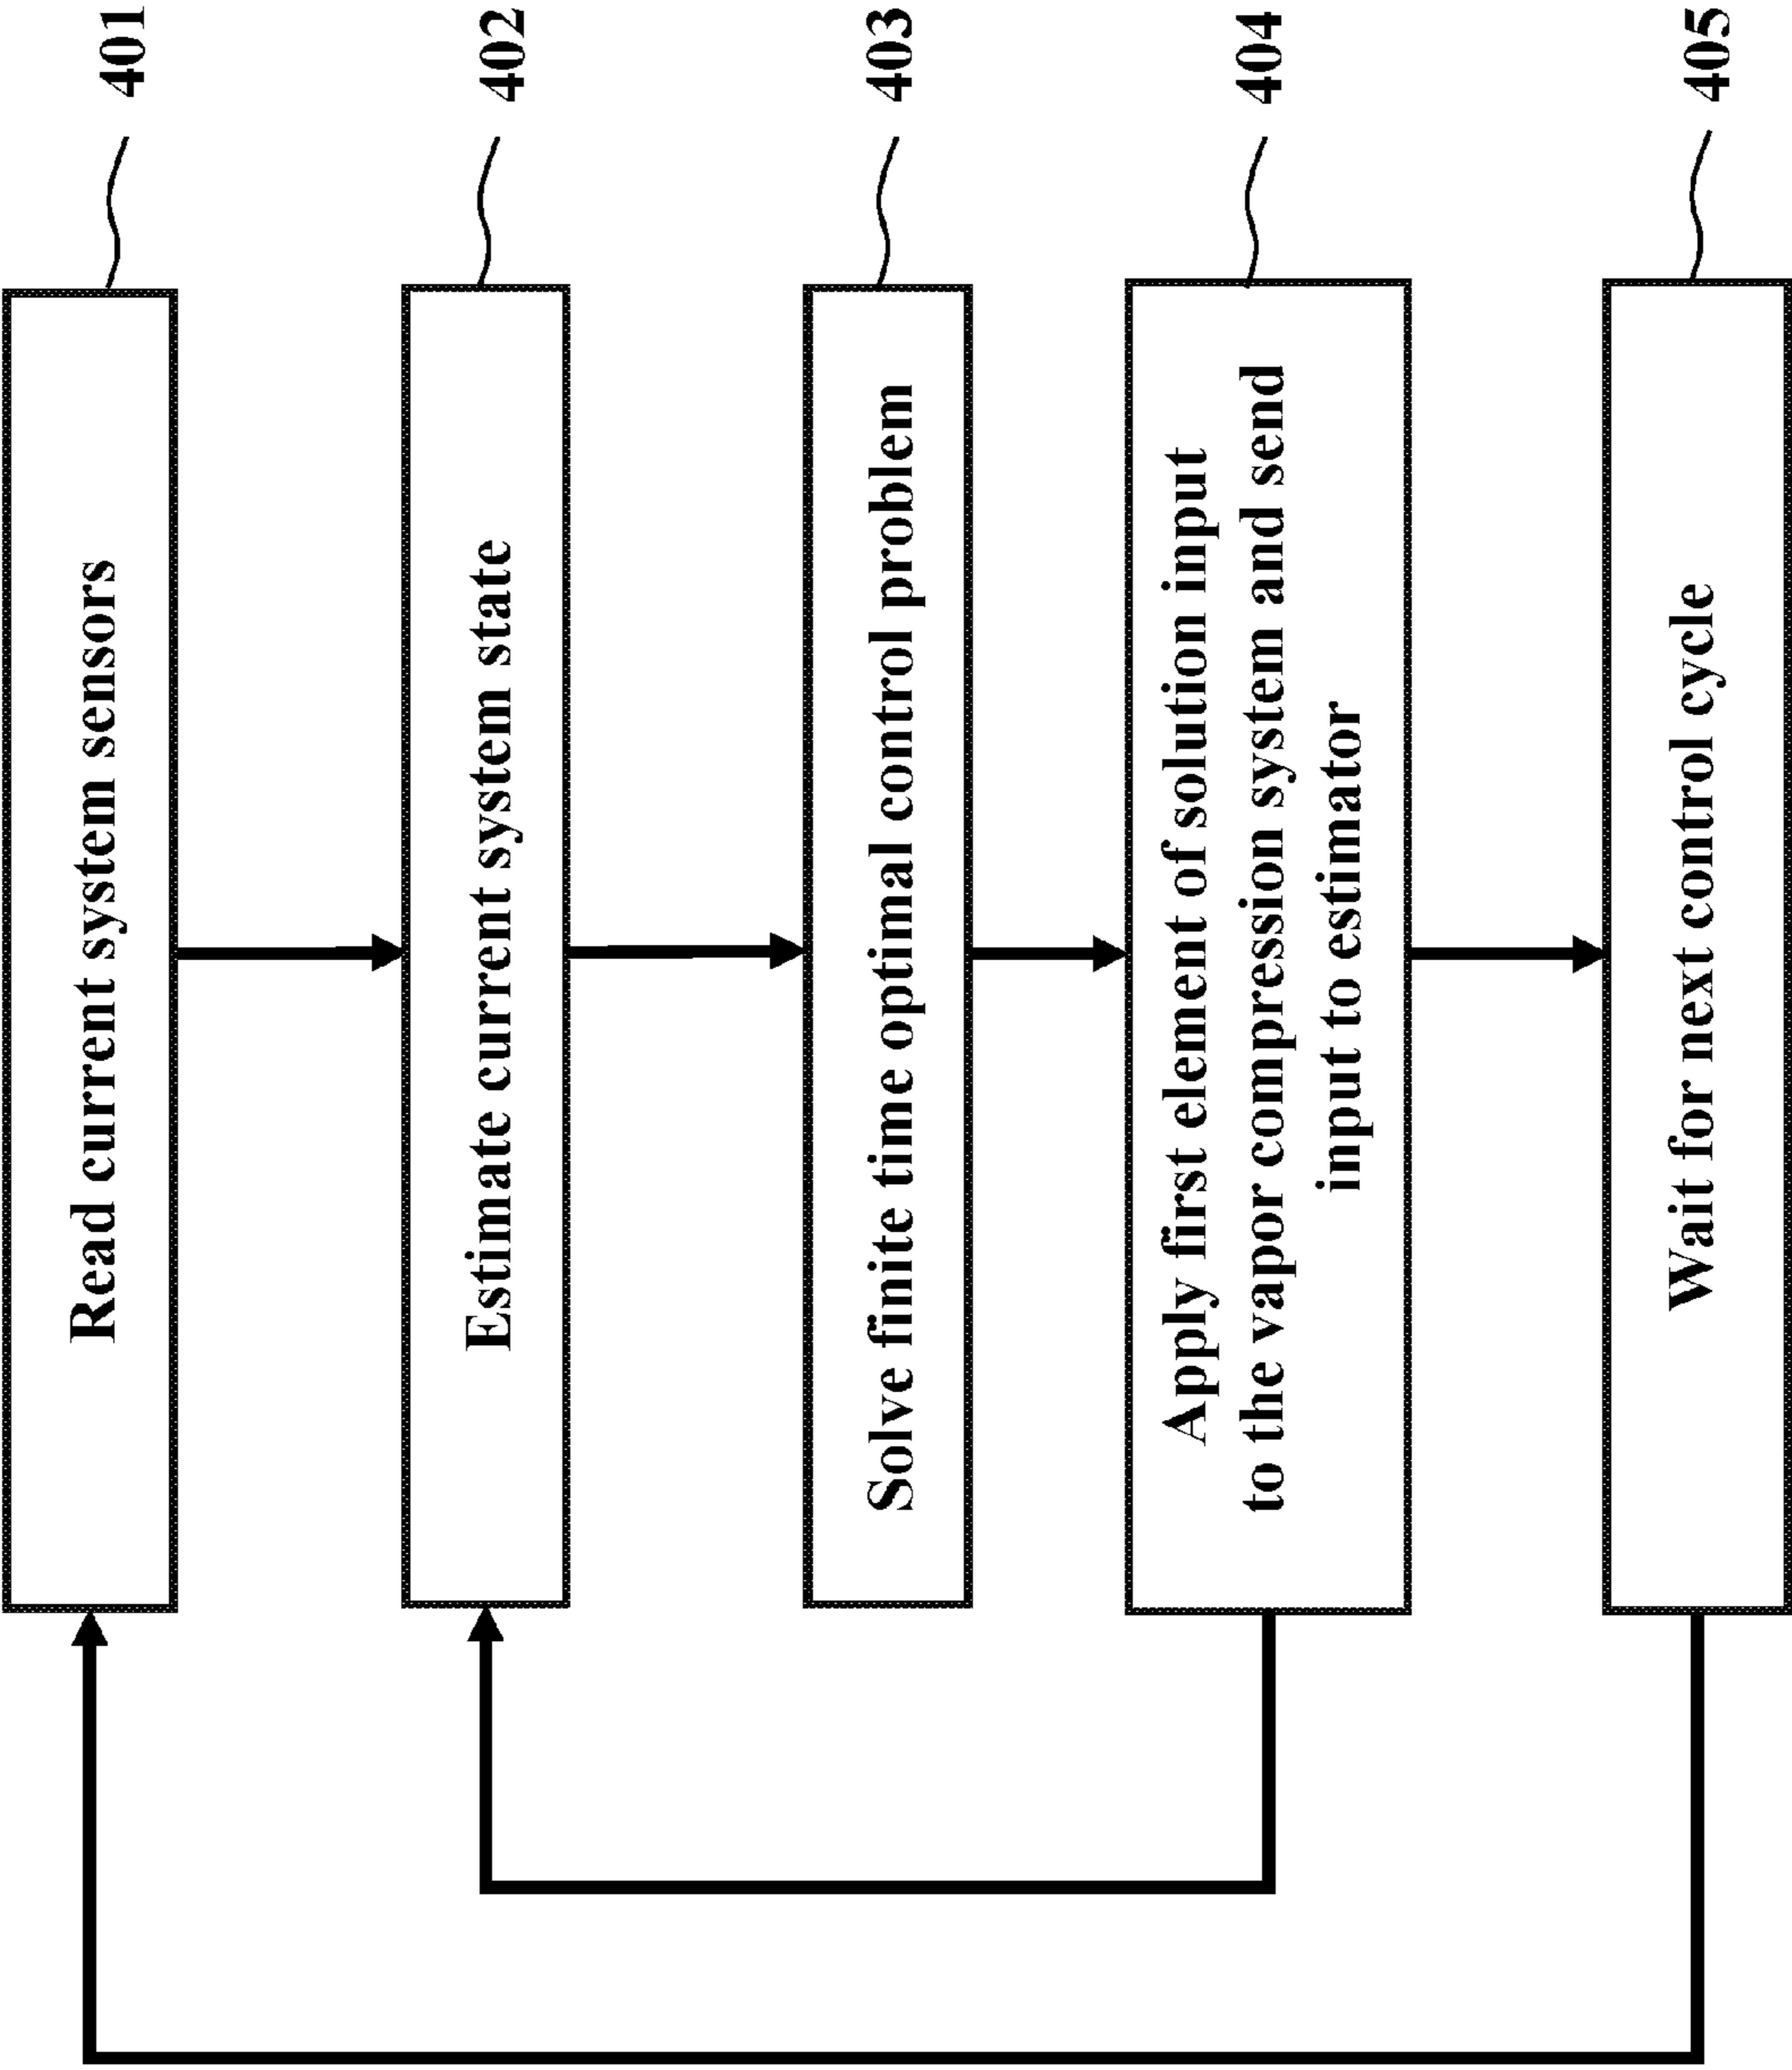 Read current system sensors
401
Estimate current system state
402
Solve finite time optimal control problem
403
Apply first element of solution input
to the vapor compression system and send
input to estimator
404
Wait for next control cycle
405